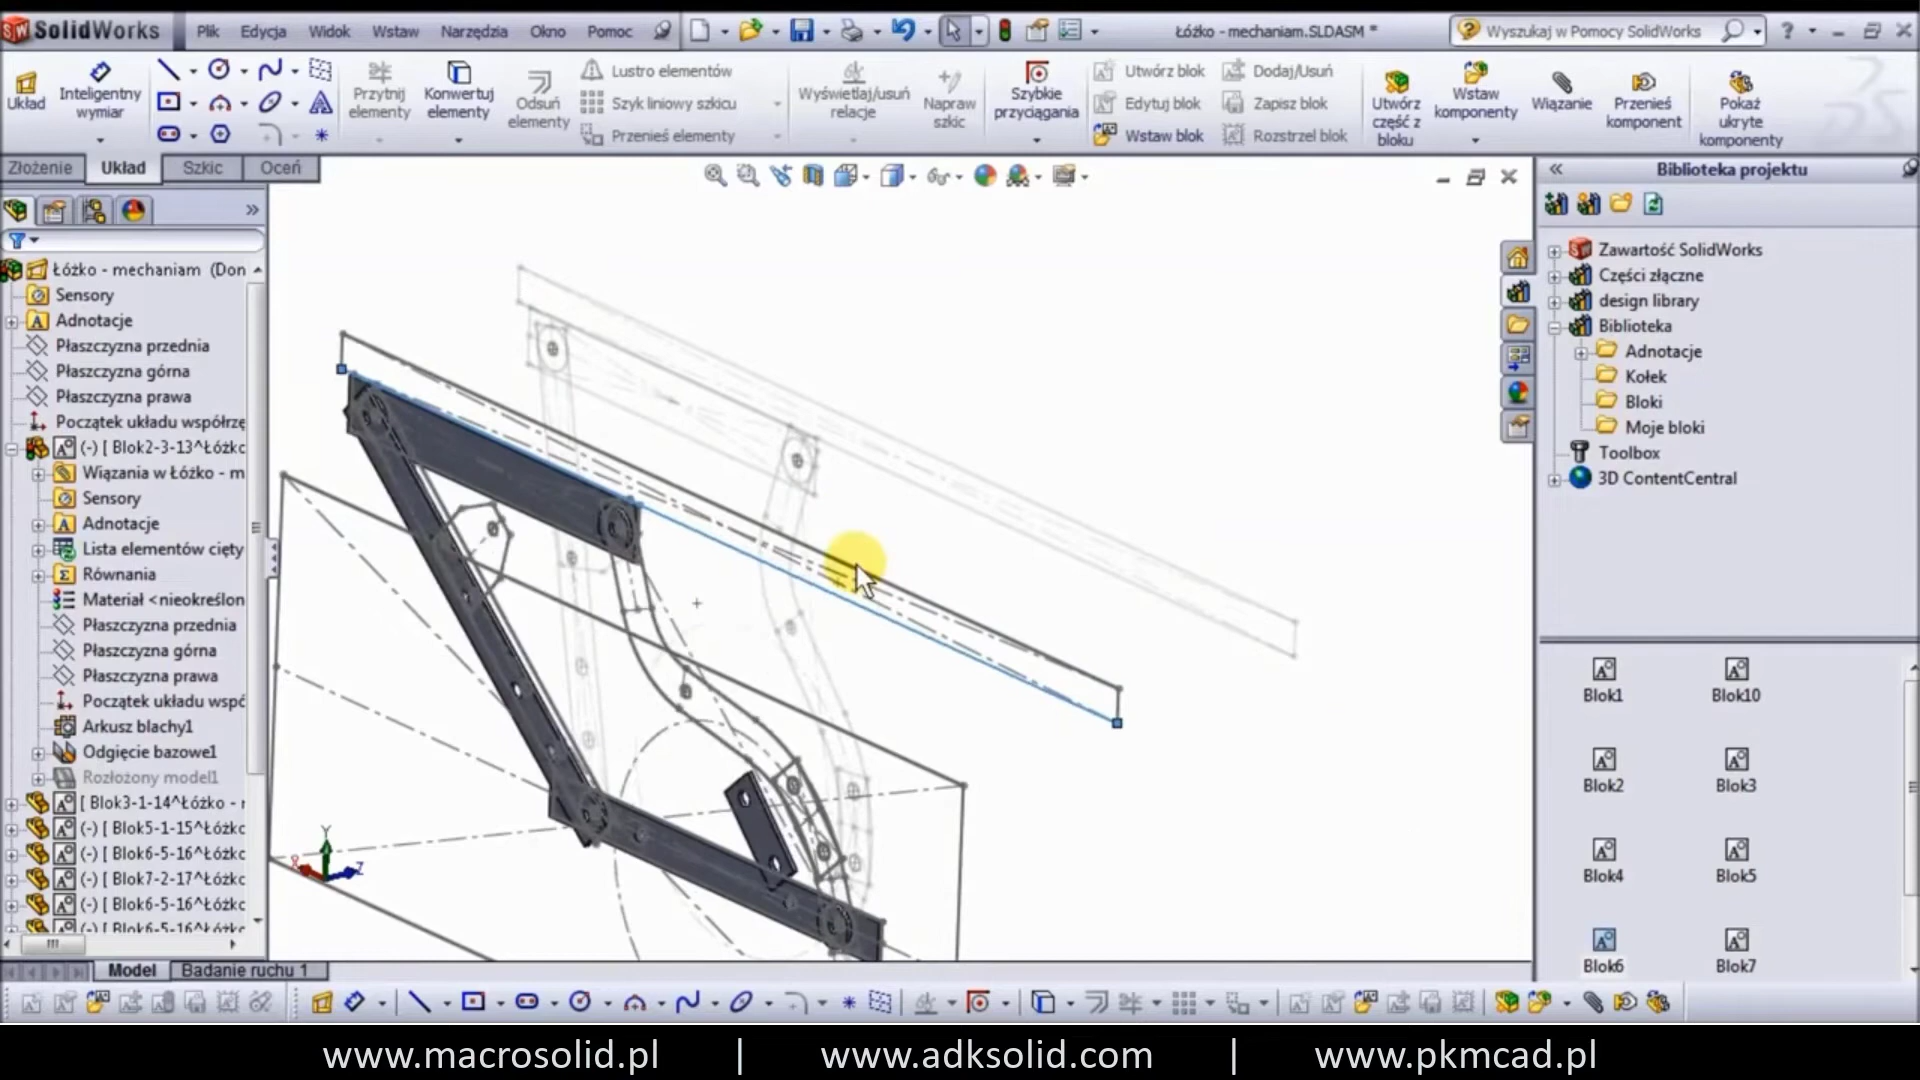 SolidWorks
Plik Edycja Widok Wstaw Narzędzia Okno Pomoc
Łóżko - mechaniam.SLDASM *
Wyszukaj w Pomocy SolidWorks
Układ
Inteligentny wymiar
Przytnij elementy
Konwertuj elementy
Odsuń elementy
Lustro elementów
Szyk liniowy szkicu
Przenieś elementy
Wyświetlaj/usuń relacje
Napraw szkic
Szybkie przyciągania
Utwórz blok
Edytuj blok
Wstaw blok
Dodaj/Usuń
Zapisz blok
Rozstrzel blok
Utwórz część z bloku
Wstaw komponenty
Wiązanie
Przenieś komponent
Pokaż ukryte komponenty
Złożenie Układ Szkic Oceń
Łóżko - mechaniam (Don
Sensory
Adnotacje
Płaszczyzna przednia
Płaszczyzna górna
Płaszczyzna prawa
Początek układu współrzę
(-) [ Blok2-3-13^Łóżkc
Wiązania w Łóżko - m
Sensory
Adnotacje
Lista elementów cięty
Równania
Materiał <nieokreślon
Płaszczyzna przednia
Płaszczyzna górna
Płaszczyzna prawa
Początek układu wspó
Arkusz blachy1
Odgięcie bazowe1
Rozłożony model1
[ Blok3-1-14^Łóżko - r
(-) [ Blok5-1-15^Łóżkc
(-) [ Blok6-5-16^Łóżkc
(-) [ Blok7-2-17^Łóżkc
(-) [ Blok6-5-16^Łóżkc
(-) [ Blok6-5-16^Łóżkc
Y
X
Z
Model Badanie ruchu 1
Biblioteka projektu
Zawartość SolidWorks
Części złączne
design library
Biblioteka
Adnotacje
Kołek
Bloki
Moje bloki
Toolbox
3D ContentCentral
Blok1 Blok10
Blok2 Blok3
Blok4 Blok5
Blok6 Blok7
www.macrosolid.pl | www.adksolid.com | www.pkmcad.pl